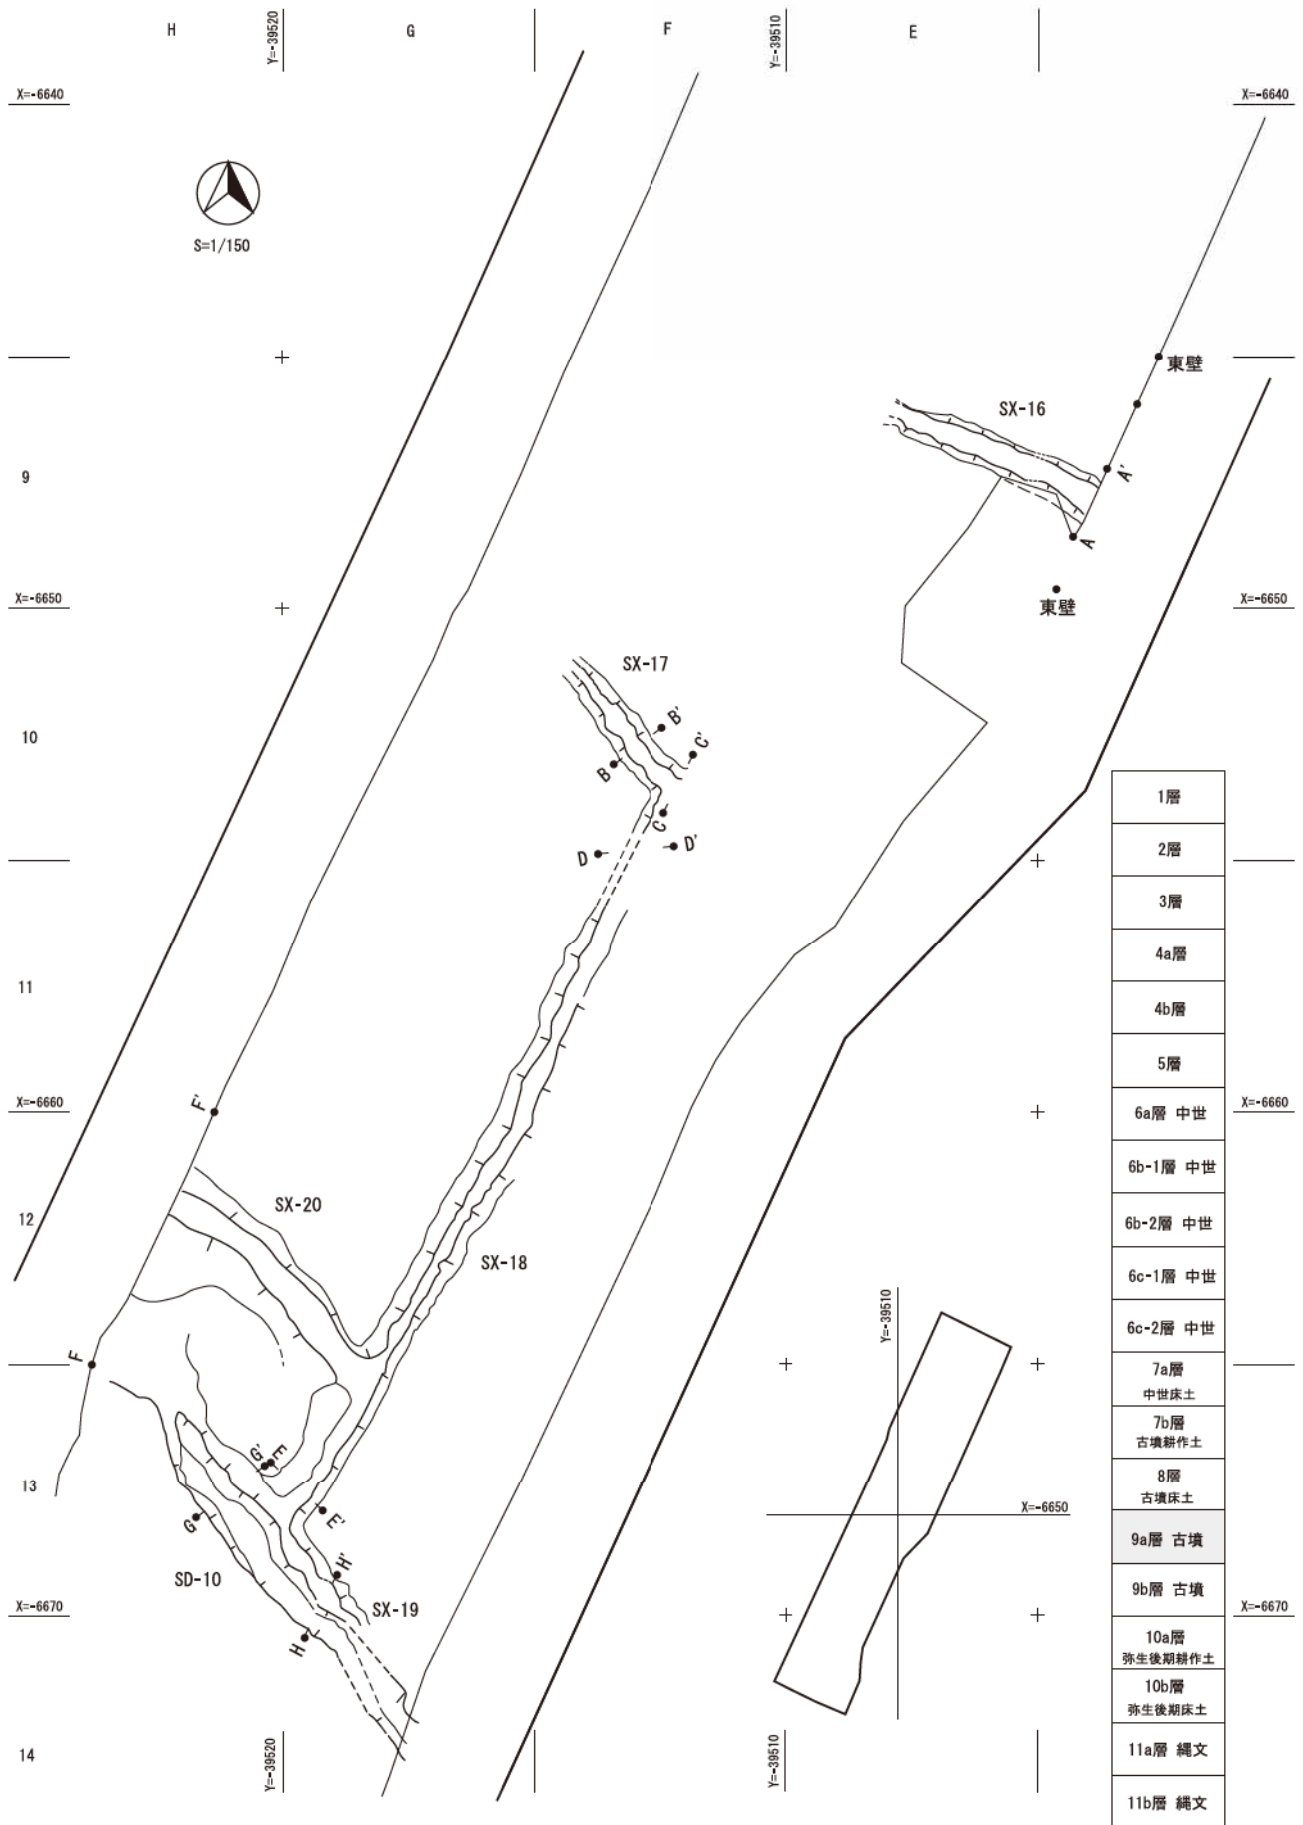 H
Y=-39520
G
F
Y=-39510
E
X=-6640
X=-6640
S=1/150
東壁
SX-16
9
A'
A
X=-6650
東壁
X=-6650
SX-17
B'
10
C'
B
1層
C
D
D'
2層
3層
4a層
11
4b層
5層
F'
X=-6660
6a層 中世
X=-6660
6b-1層 中世
SX-20
12
6b-2層 中世
SX-18
6c-1層 中世
Y=-39510
6c-2層 中世
F
7a層
中世床土
7b層
古墳耕作土
G'
E
13
8層
古墳床土
X=-6650
E'
G
9a層 古墳
H'
SD-10
9b層 古墳
SX-19
X=-6670
X=-6670
H
10a層
弥生後期耕作土
10b層
弥生後期床土
14
Y=-39520
Y=-39510
11a層 縄文
11b層 縄文